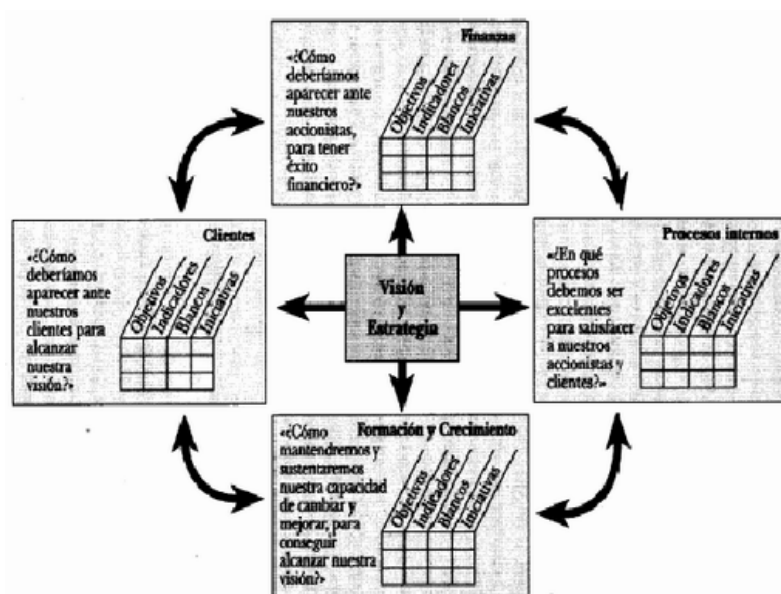 Finanzas
«¿Cómo
deberíamos
aparecer ante
nuestros
accionistas,
para tener
éxito
financiero?»
Objetivos
Indicadores
Blancos
Iniciativas
Clientes
«¿Cómo
deberíamos
aparecer ante
nuestros
clientes para
alcanzar
nuestra
visión?»
Objetivos
Indicadores
Blancos
Iniciativas
Visión
y
Estrategia
Procesos internos
«¿En qué
procesos
debemos ser
excelentes
para satisfacer
a nuestros
accionistas y
clientes?»
Objetivos
Indicadores
Blancos
Iniciativas
Formación y Crecimiento
«¿Cómo
mantendremos y
sustentaremos
nuestra capacidad
de cambiar y
mejorar, para
conseguir
alcanzar nuestra
visión?»
Objetivos
Indicadores
Blancos
Iniciativas